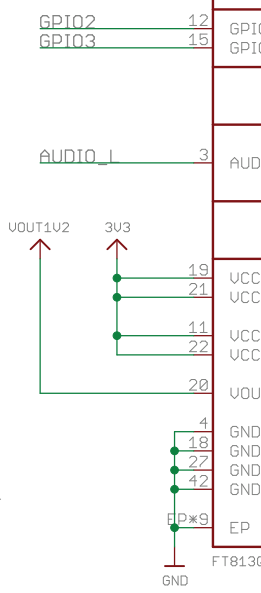 GPIO2 12 GPIO
GPIO3 15 GPIO
AUDIO_L 3 AUD
VOUT1V2 3V3
19 VCC
21 VCC
11 VCC
22 VCC
20 VOU
4 GND
18 GND
27 GND
42 GND
EP*9 EP
FT813Q
GND